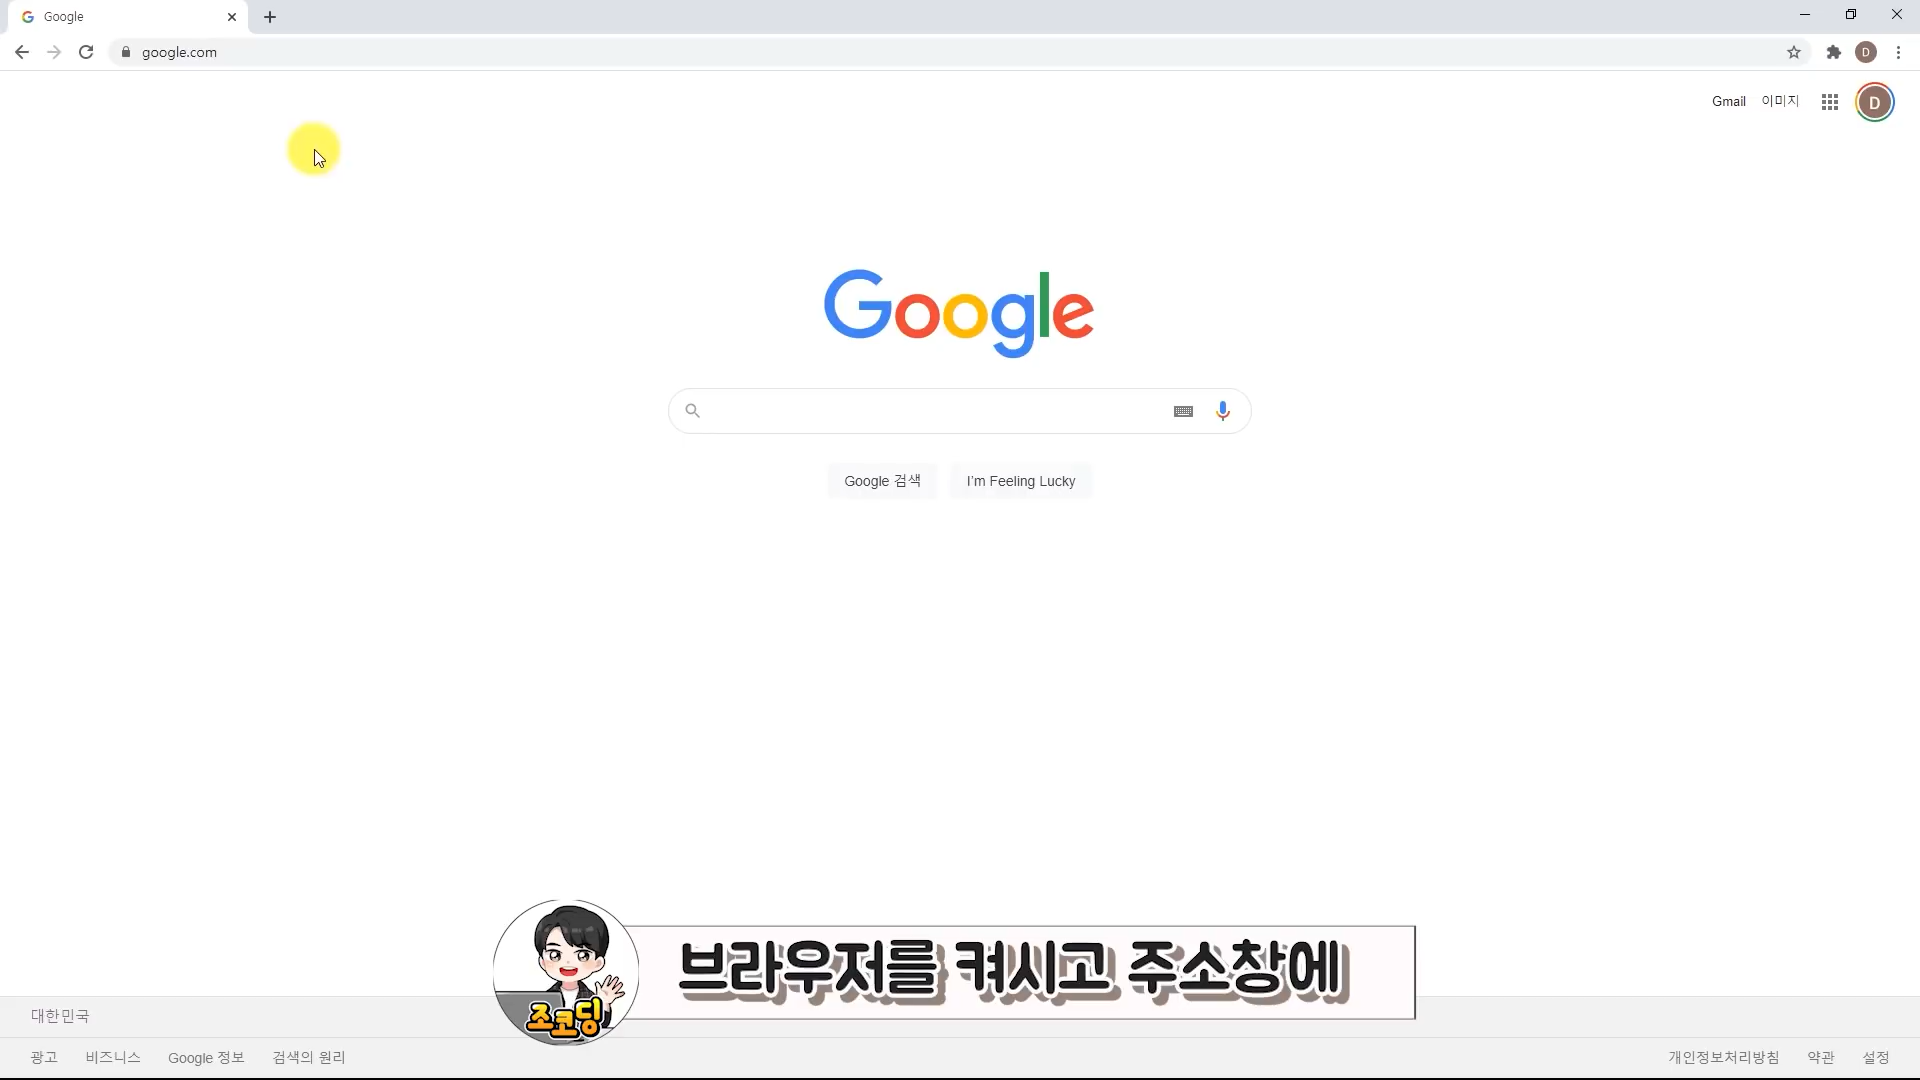 Google
google.com
D
Gmail 이미지
D
Google
Google 검색 I'm Feeling Lucky
브라우저를 켜시고 주소창에
조코딩
대한민국
광고 비즈니스 Google 정보 검색의 원리 개인정보처리방침 약관 설정